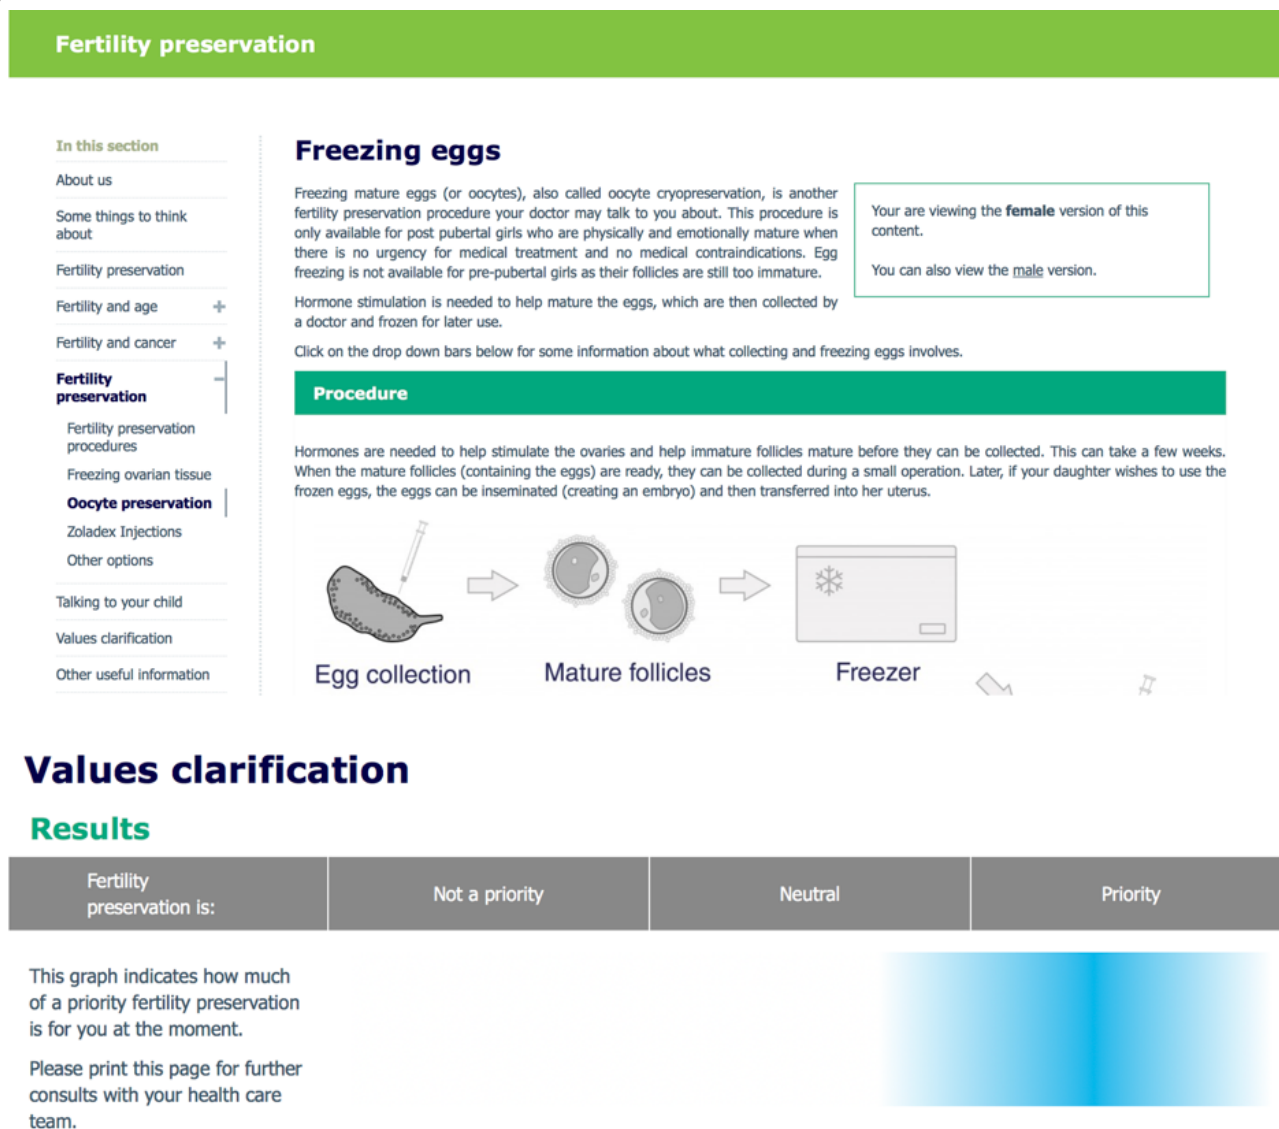 Fertility preservation
In this section
About us
Some things to think
about
Fertility preservation
Fertility and age
Fertility and cancer
Fertility
preservation
Fertility preservation
procedures
Freezing ovarian tissue
Oocyte preservation
Zoladex Injections
Other options
Talking to your child
Values clarification
Other useful information
Freezing eggs
Freezing mature eggs (or oocytes), also called oocyte cryopreservation, is another
fertility preservation procedure your doctor may talk to you about. This procedure is
only available for post pubertal girls who are physically and emotionally mature when
there is no urgency for medical treatment and no medical contraindications. Egg
freezing is not available for pre-pubertal girls as their follicles are still too immature.
Hormone stimulation is needed to help mature the eggs, which are then collected by
a doctor and frozen for later use.
Your are viewing the female version of this
content.
You can also view the male version.
Click on the drop down bars below for some information about what collecting and freezing eggs involves.
Procedure
Hormones are needed to help stimulate the ovaries and help immature follicles mature before they can be collected. This can take a few weeks.
When the mature follicles (containing the eggs) are ready, they can be collected during a small operation. Later, if your daughter wishes to use the
frozen eggs, the eggs can be inseminated (creating an embryo) and then transferred into her uterus.
Egg collection
Mature follicles
Freezer
Values clarification
Results
Fertility
preservation is:
Not a priority
Neutral
Priority
This graph indicates how much
of a priority fertility preservation
is for you at the moment.
Please print this page for further
consults with your health care
team.